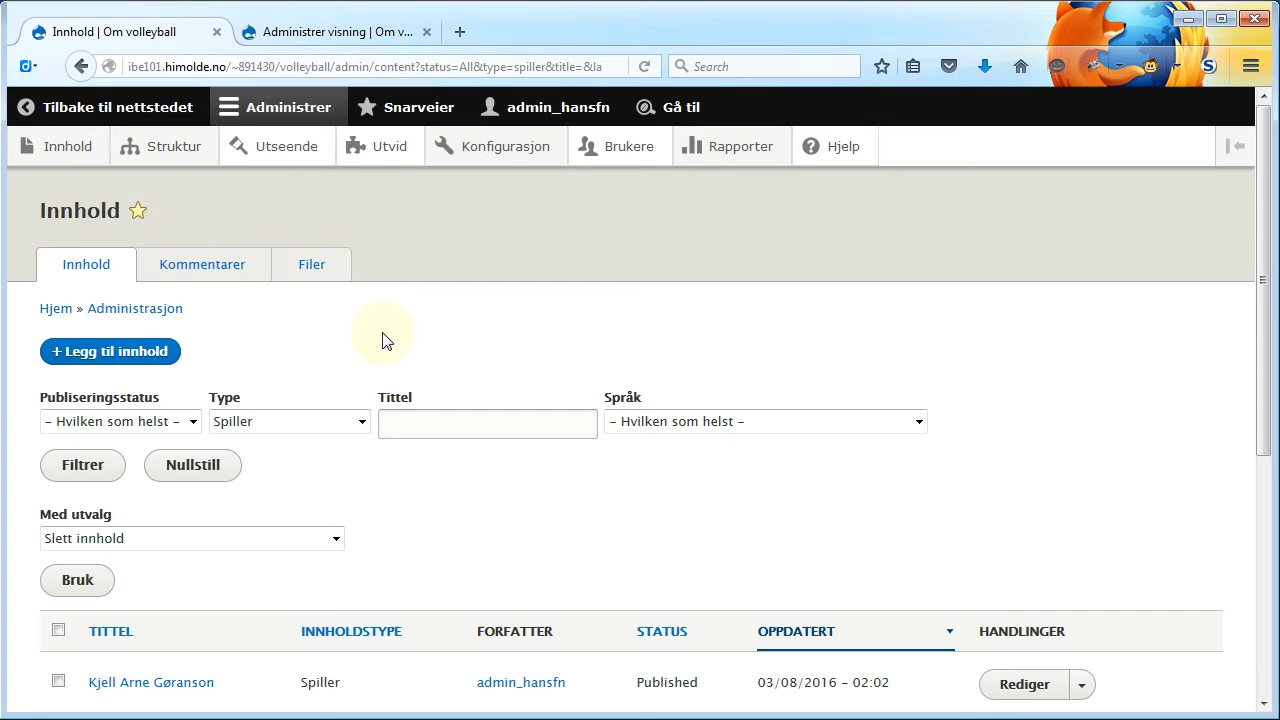 Innhold | Om volleyball
Administrer visning | Om v...
ibe101.himolde.no/~891430/volleyball/admin/content?status=All&type=spiller&title=&la
Search
Tilbake til nettstedet
Administrer
Snarveier
admin_hansfn
Gå til
Innhold
Struktur
Utseende
Utvid
Konfigurasjon
Brukere
Rapporter
Hjelp
Innhold
Innhold
Kommentarer
Filer
Hjem » Administrasjon
+ Legg til innhold
Publiseringsstatus
Type
Tittel
Språk
– Hvilken som helst –
Spiller
– Hvilken som helst –
Filtrer
Nullstill
Med utvalg
Slett innhold
Bruk
TITTEL
INNHOLDSTYPE
FORFATTER
STATUS
OPPDATERT
HANDLINGER
Kjell Arne Gøranson
Spiller
admin_hansfn
Published
03/08/2016 – 02:02
Rediger